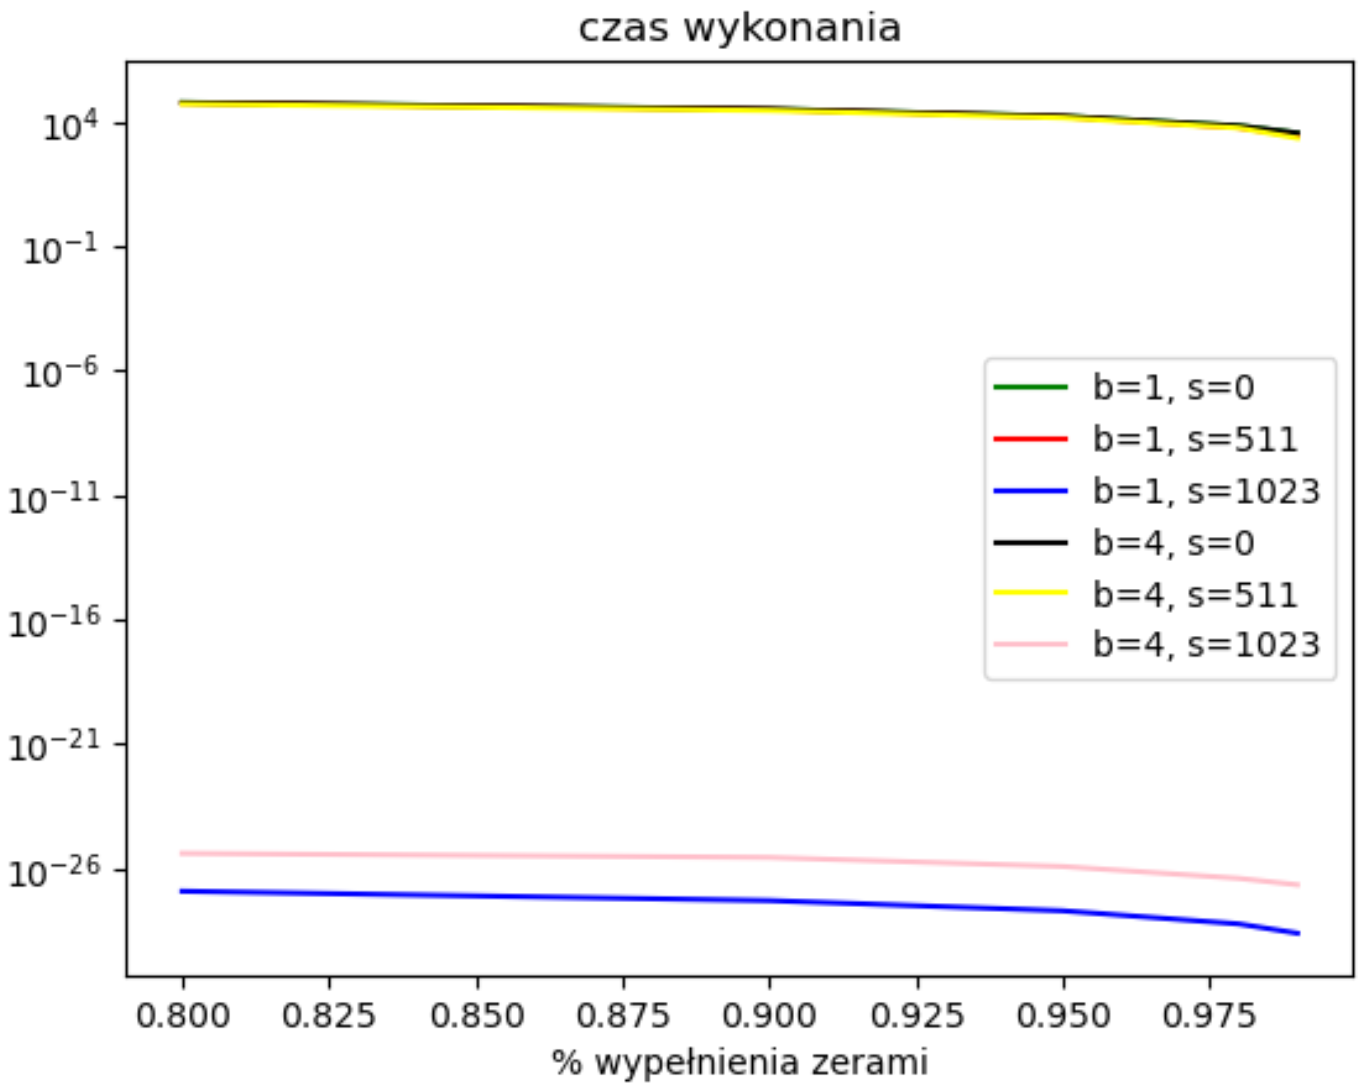 czas wykonania
10⁴
10⁻¹
10⁻⁶
10⁻¹¹
10⁻¹⁶
10⁻²¹
10⁻²⁶
b=1, s=0
b=1, s=511
b=1, s=1023
b=4, s=0
b=4, s=511
b=4, s=1023
0.800 0.825 0.850 0.875 0.900 0.925 0.950 0.975
% wypełnienia zerami